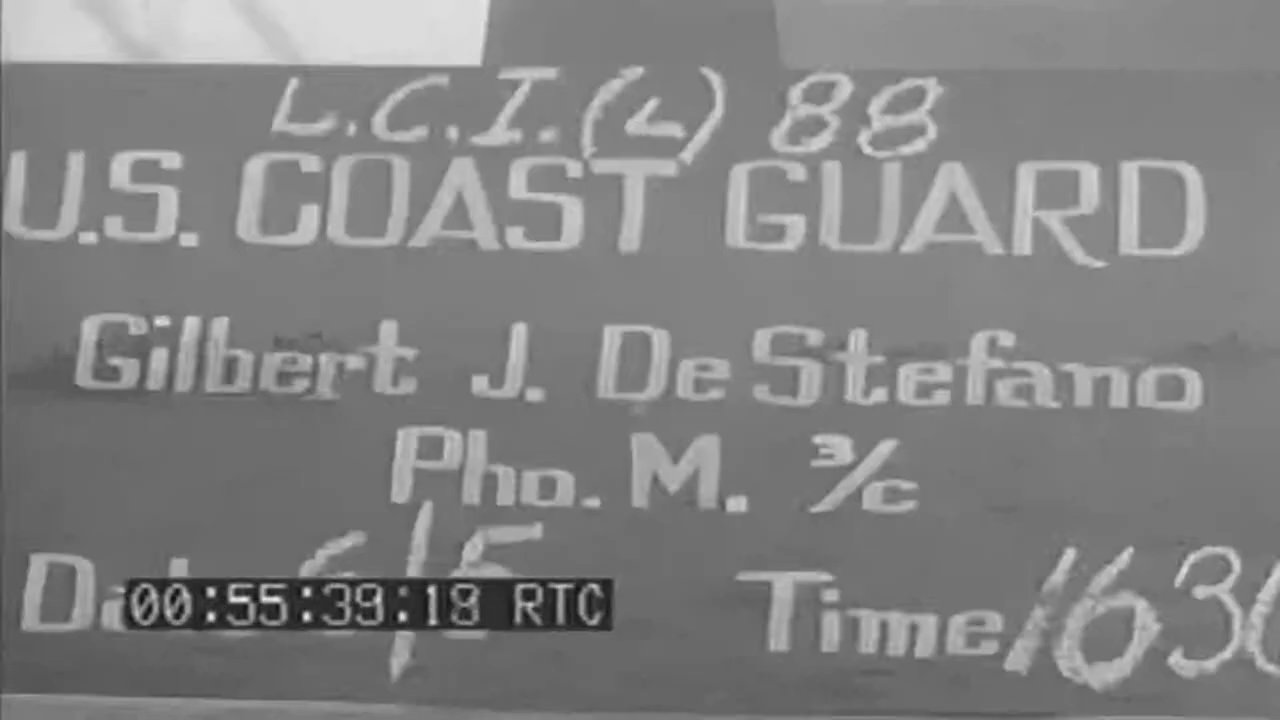 L.C.I.(L) 88
U.S. COAST GUARD
Gilbert J. DeStefano
Pho. M. 3/c
6/5 Time 1630
00:55:39:18 RTC